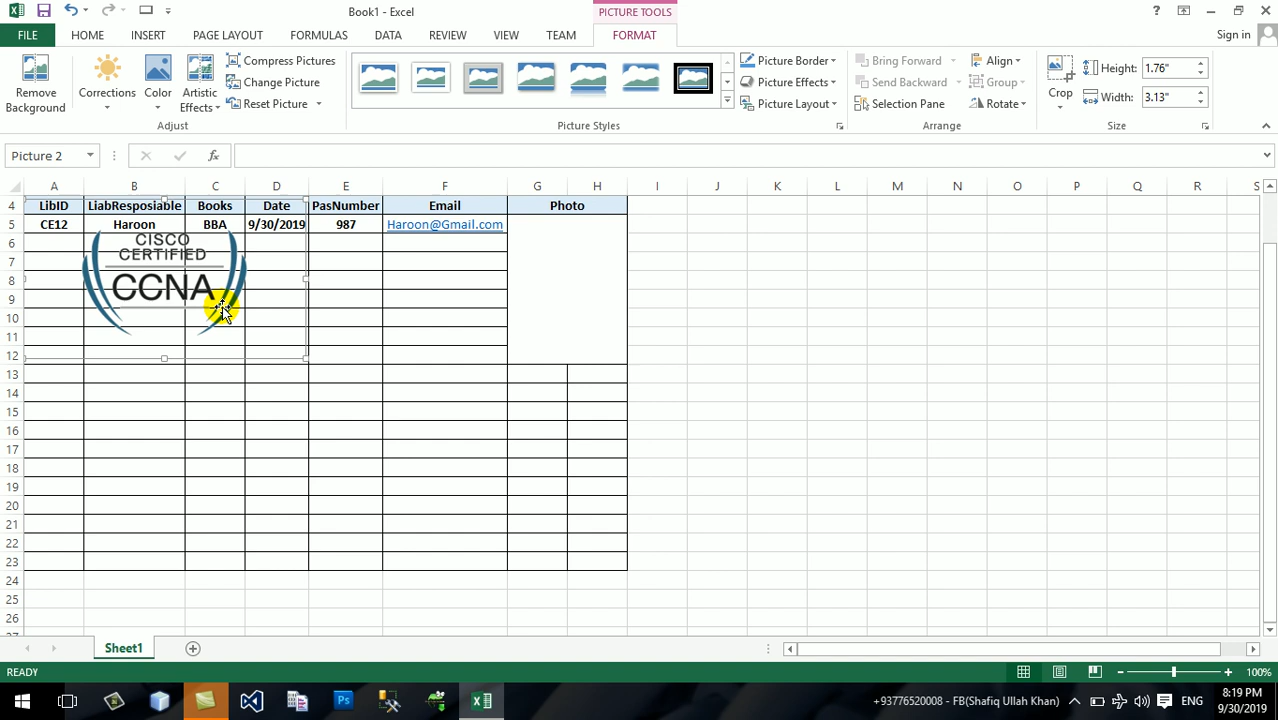 Book1 - Excel
PICTURE TOOLS
?
FILE HOME INSERT PAGE LAYOUT FORMULAS DATA REVIEW VIEW TEAM FORMAT Sign in
Remove Background
Corrections
Color
Artistic Effects
Compress Pictures
Change Picture
Reset Picture
Adjust
Picture Styles
Picture Border
Picture Effects
Picture Layout
Bring Forward
Send Backward
Selection Pane
Align
Group
Rotate
Arrange
Crop
Height: 1.76"
Width: 3.13"
Size
Picture 2
fx
A B C D E F G H I J K L M N O P Q R S
4 LibID LiabResposiable Books Date PasNumber Email Photo
5 CE12 Haroon BBA 9/30/2019 987 Haroon@Gmail.com
6
7
8
9
10
11
12
13
14
15
16
17
18
19
20
21
22
23
24
25
26
27
CISCO
CERTIFIED
CCNA
Sheet1
READY
100%
+93776520008 - FB(Shafiq Ullah Khan)
ENG
8:19 PM
9/30/2019